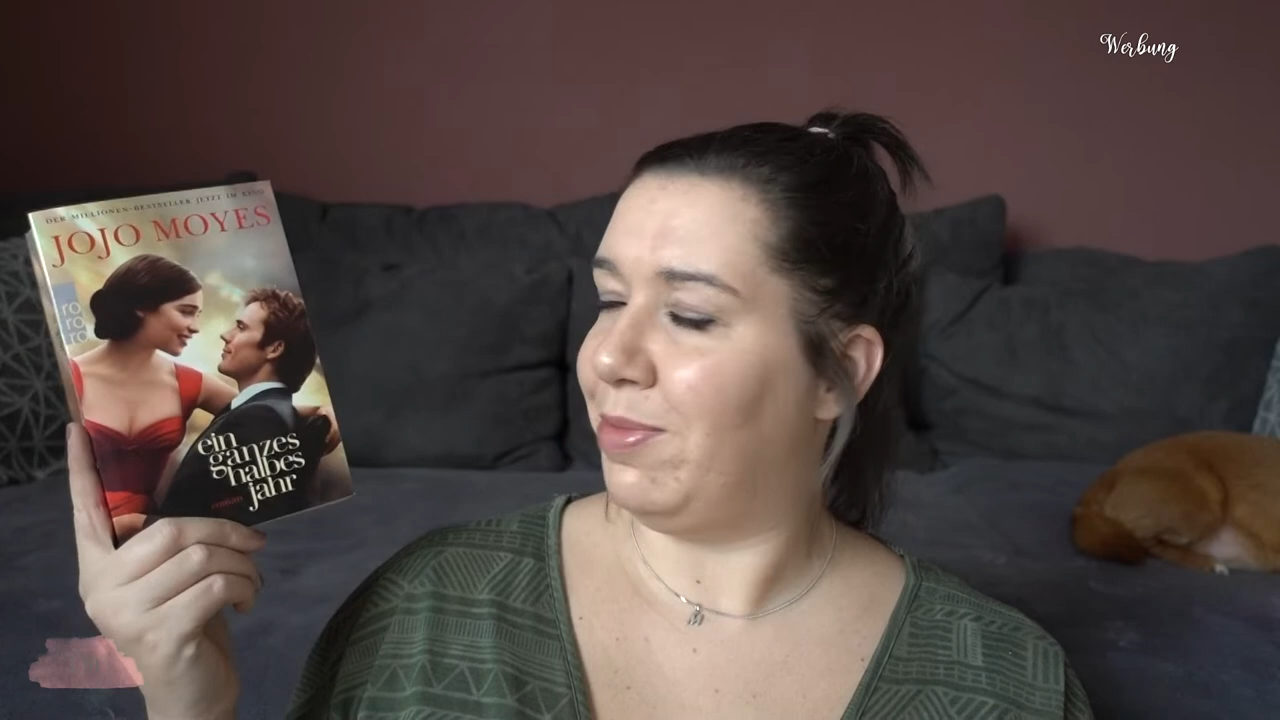 Werbung
DER MILLIONEN-BESTSELLER JETZT IM KINO
JOJO MOYES
ro
ro
ro
ein
ganzes
halbes
jahr